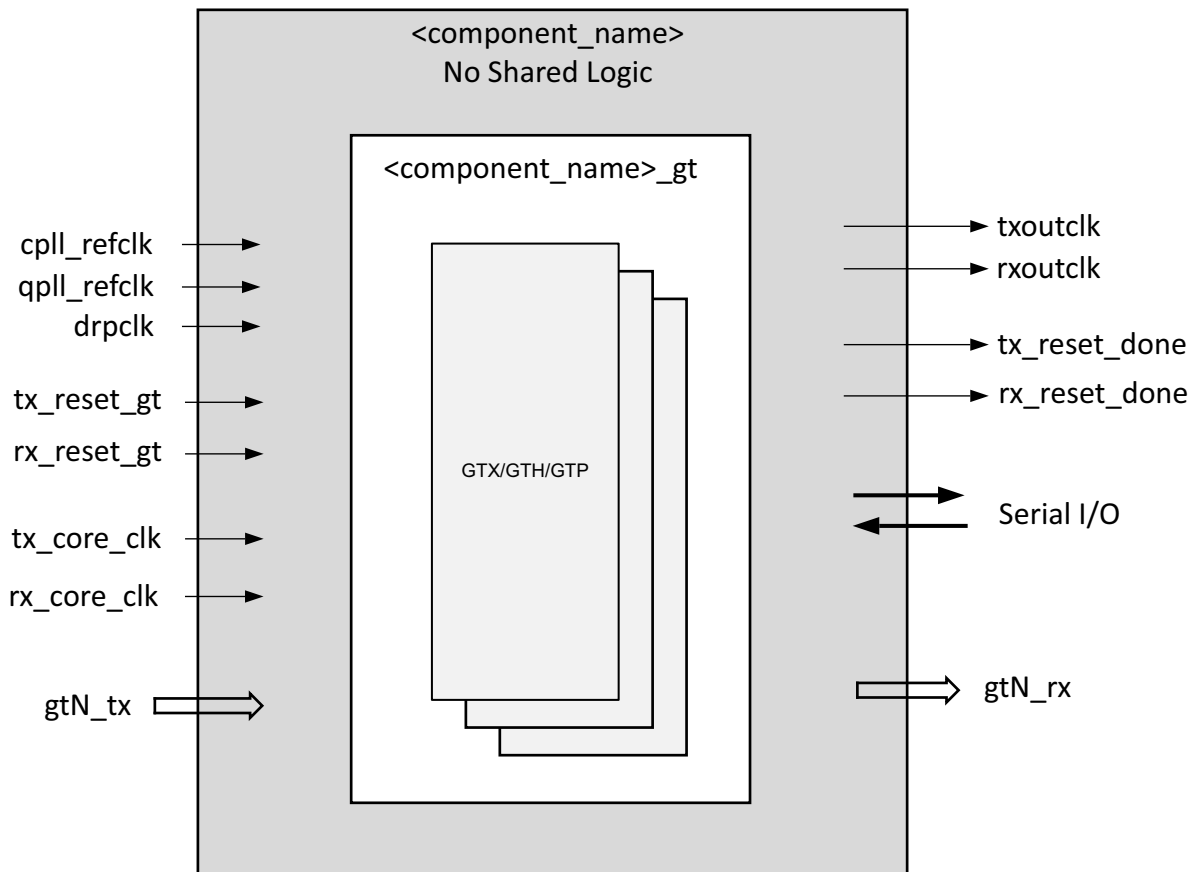 <component_name>
No Shared Logic
<component_name>_gt
cpll_refclk
qpll_refclk
drpclk
tx_reset_gt
rx_reset_gt
tx_core_clk
rx_core_clk
gtN_tx
GTX/GTH/GTP
txoutclk
rxoutclk
tx_reset_done
rx_reset_done
Serial I/O
gtN_rx